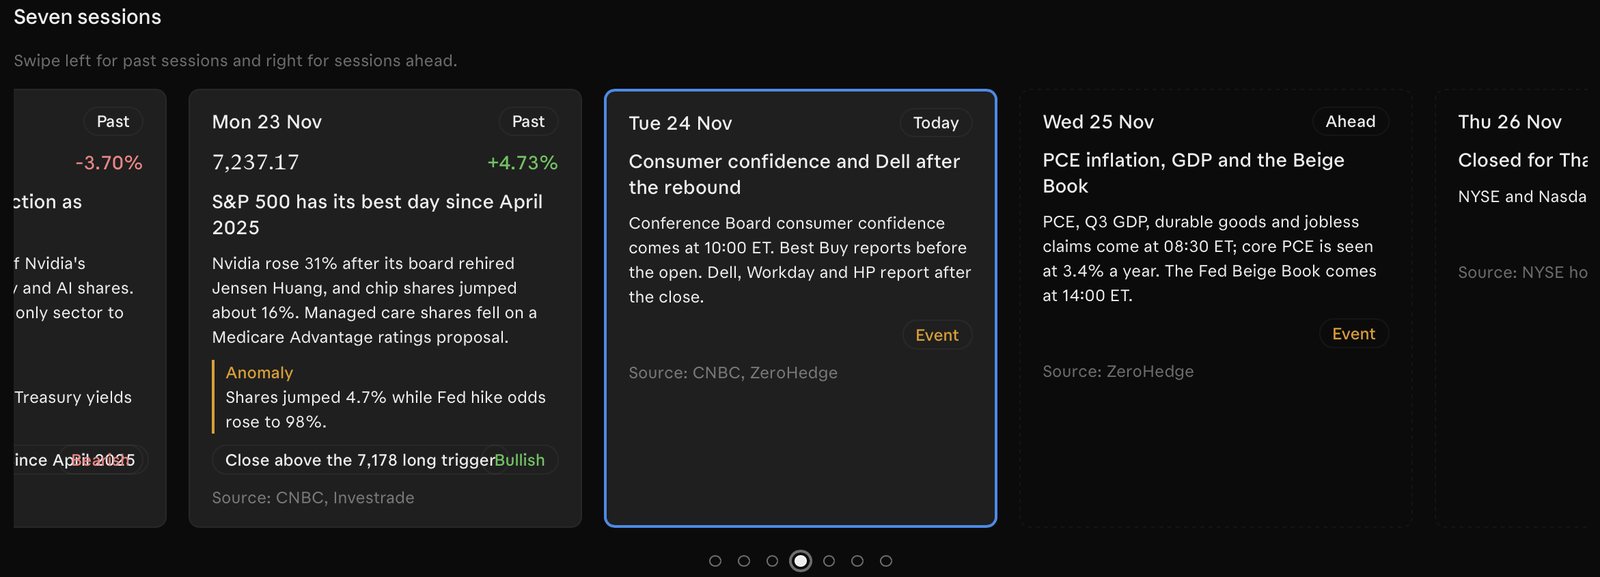 Seven sessions
Swipe left for past sessions and right for sessions ahead.
Past
-3.70%
ction as
f Nvidia's
y and AI shares.
only sector to
Treasury yields
ince April 2025
Bearish
Mon 23 Nov
Past
7,237.17
+4.73%
S&P 500 has its best day since April
2025
Nvidia rose 31% after its board rehired
Jensen Huang, and chip shares jumped
about 16%. Managed care shares fell on a
Medicare Advantage ratings proposal.
Anomaly
Shares jumped 4.7% while Fed hike odds
rose to 98%.
Close above the 7,178 long trigger
Bullish
Source: CNBC, Investrade
Tue 24 Nov
Today
Consumer confidence and Dell after
the rebound
Conference Board consumer confidence
comes at 10:00 ET. Best Buy reports before
the open. Dell, Workday and HP report after
the close.
Event
Source: CNBC, ZeroHedge
Wed 25 Nov
Ahead
PCE inflation, GDP and the Beige
Book
PCE, Q3 GDP, durable goods and jobless
claims come at 08:30 ET; core PCE is seen
at 3.4% a year. The Fed Beige Book comes
at 14:00 ET.
Event
Source: ZeroHedge
Thu 26 Nov
Closed for Tha
NYSE and Nasda
Source: NYSE ho